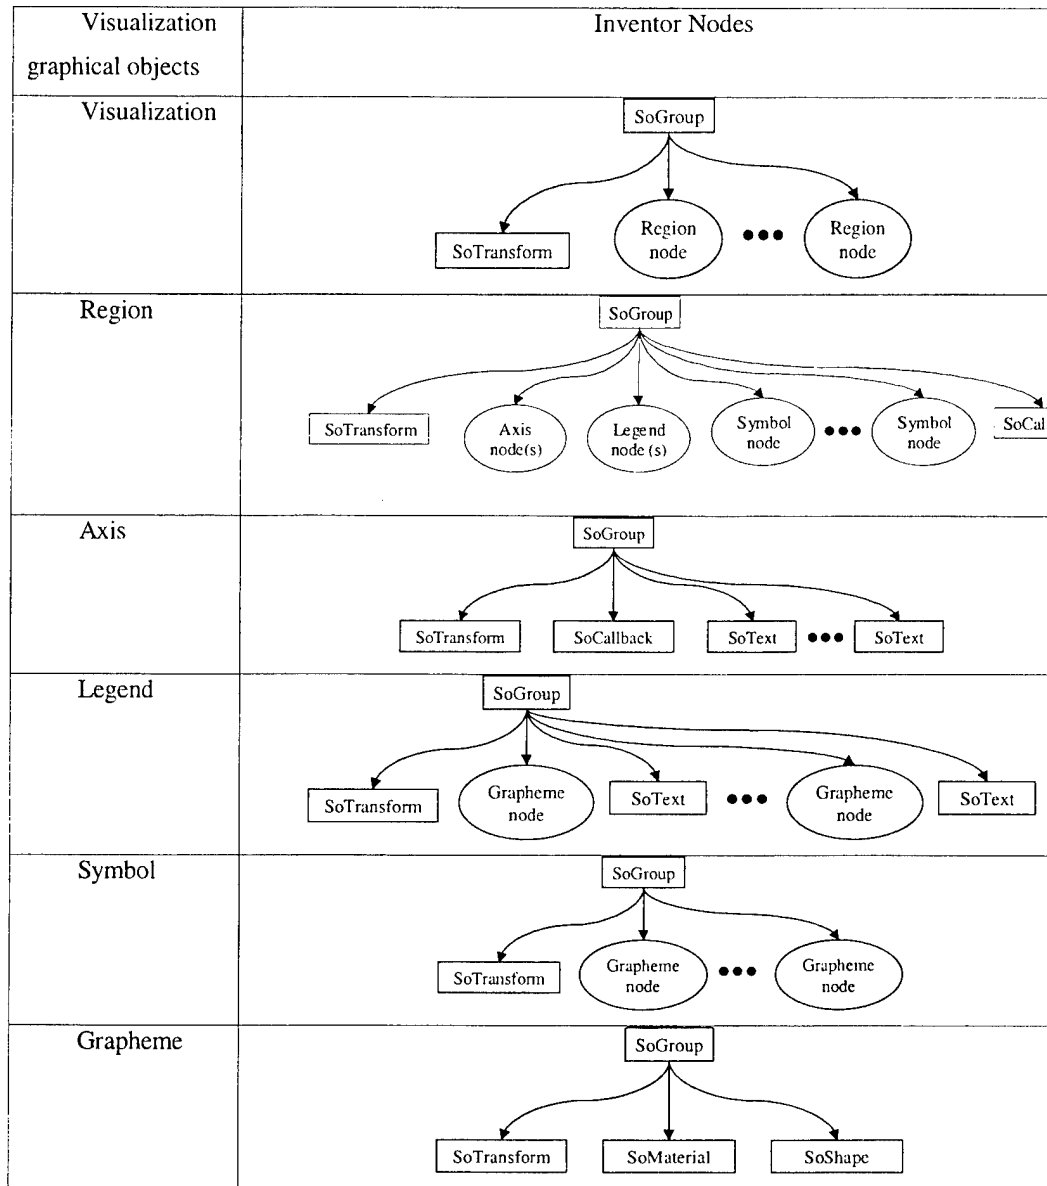 Visualization
graphical objects
Inventor Nodes
Visualization
SoGroup
SoTransform
Region
node
Region
node
Region
SoGroup
SoTransform
Axis
node(s)
Legend
node (s)
Symbol
node
Symbol
node
SoCal
Axis
SoGroup
SoTransform
SoCallback
SoText
SoText
Legend
SoGroup
SoTransform
Grapheme
node
SoText
Grapheme
node
SoText
Symbol
SoGroup
SoTransform
Grapheme
node
Grapheme
node
Grapheme
SoGroup
SoTransform
SoMaterial
SoShape